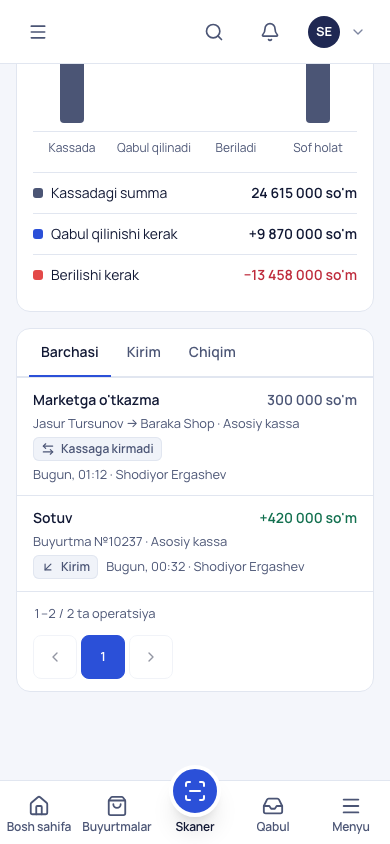 SE
Kassada Qabul qilinadi Beriladi Sof holat
Kassadagi summa 24 615 000 so'm
Qabul qilinishi kerak +9 870 000 so'm
Berilishi kerak −13 458 000 so'm
Barchasi Kirim Chiqim
Marketga o'tkazma 300 000 so'm
Jasur Tursunov → Baraka Shop · Asosiy kassa
Kassaga kirmadi
Bugun, 01:12 · Shodiyor Ergashev
Sotuv +420 000 so'm
Buyurtma №10237 · Asosiy kassa
Kirim Bugun, 00:32 · Shodiyor Ergashev
1–2 / 2 ta operatsiya
1
Bosh sahifa Buyurtmalar Skaner Qabul Menyu